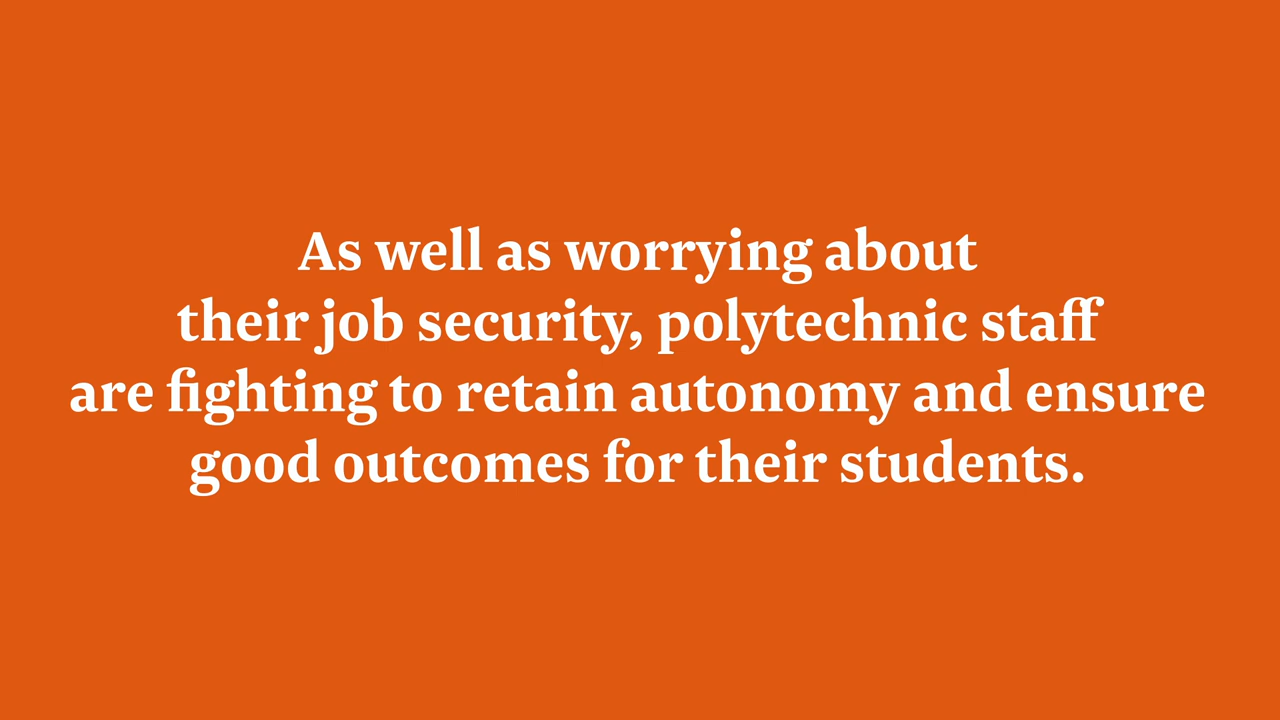 As well as worrying about
their job security, polytechnic staff
are fighting to retain autonomy and ensure
good outcomes for their students.